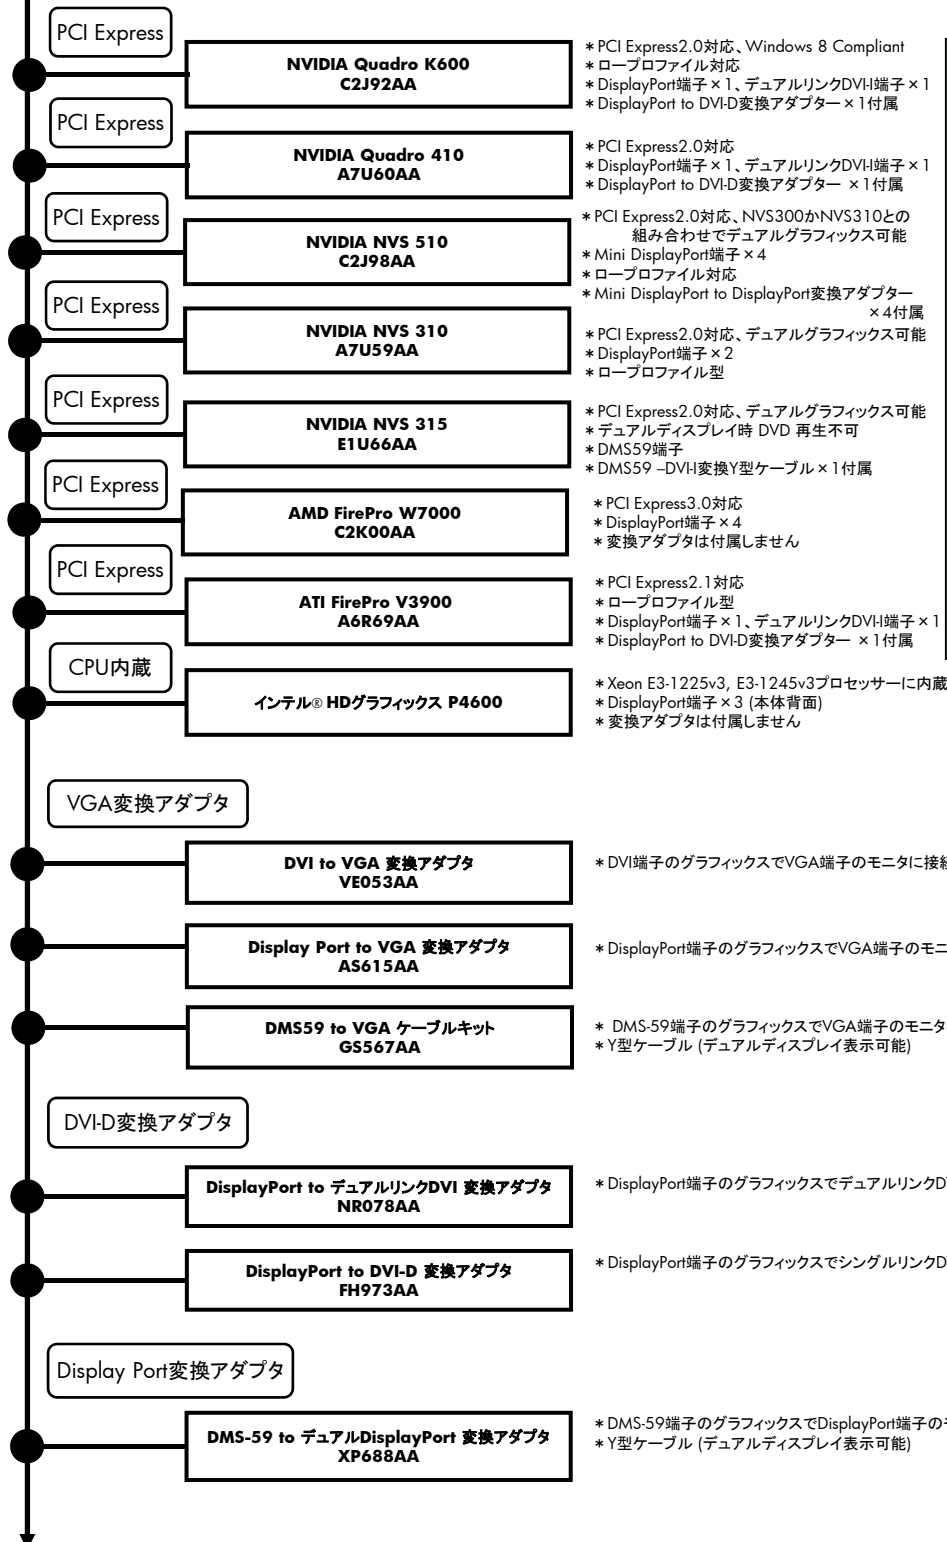 PCI Express
NVIDIA Quadro K600
C2J92AA
*PCI Express2.0対応、Windows 8 Compliant
*ロープロファイル対応
*DisplayPort端子×1、デュアルリンクDVI-I端子×1
*DisplayPort to DVI-D変換アダプター×1付属
PCI Express
NVIDIA Quadro 410
A7U60AA
*PCI Express2.0対応
*DisplayPort端子×1、デュアルリンクDVI-I端子×1
*DisplayPort to DVI-D変換アダプター ×1付属
PCI Express
NVIDIA NVS 510
C2J98AA
*PCI Express2.0対応、NVS300かNVS310との
組み合わせでデュアルグラフィックス可能
*Mini DisplayPort端子×4
*ロープロファイル対応
*Mini DisplayPort to DisplayPort変換アダプター
×4付属
PCI Express
NVIDIA NVS 310
A7U59AA
*PCI Express2.0対応、デュアルグラフィックス可能
*DisplayPort端子×2
*ロープロファイル型
PCI Express
NVIDIA NVS 315
E1U66AA
*PCI Express2.0対応、デュアルグラフィックス可能
*デュアルディスプレイ時 DVD 再生不可
*DMS59端子
*DMS59 –DVI-I変換Y型ケーブル×1付属
PCI Express
AMD FirePro W7000
C2K00AA
*PCI Express3.0対応
*DisplayPort端子×4
*変換アダプタは付属しません
PCI Express
ATI FirePro V3900
A6R69AA
*PCI Express2.1対応
*ロープロファイル型
*DisplayPort端子×1、デュアルリンクDVI-I端子×1
*DisplayPort to DVI-D変換アダプター ×1付属
CPU内蔵
インテル® HDグラフィックス P4600
*Xeon E3-1225v3, E3-1245v3プロセッサーに内蔵
*DisplayPort端子×3 (本体背面)
*変換アダプタは付属しません
VGA変換アダプタ
DVI to VGA 変換アダプタ
VE053AA
*DVI端子のグラフィックスでVGA端子のモニタに接続
Display Port to VGA 変換アダプタ
AS615AA
*DisplayPort端子のグラフィックスでVGA端子のモニ
DMS59 to VGA ケーブルキット
GS567AA
* DMS-59端子のグラフィックスでVGA端子のモニタ
*Y型ケーブル (デュアルディスプレイ表示可能)
DVI-D変換アダプタ
DisplayPort to デュアルリンクDVI 変換アダプタ
NR078AA
*DisplayPort端子のグラフィックスでデュアルリンクD
DisplayPort to DVI-D 変換アダプタ
FH973AA
*DisplayPort端子のグラフィックスでシングルリンクD
Display Port変換アダプタ
DMS-59 to デュアルDisplayPort 変換アダプタ
XP688AA
*DMS-59端子のグラフィックスでDisplayPort端子の
*Y型ケーブル (デュアルディスプレイ表示可能)